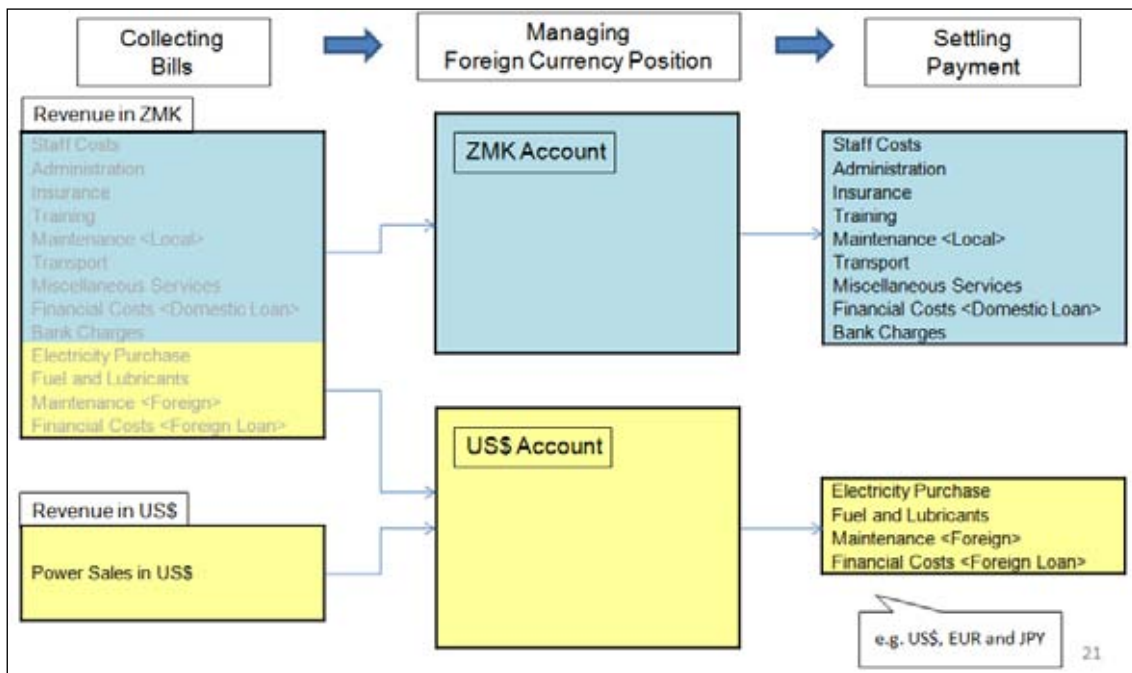 Collecting
Bills
Managing
Foreign Currency Position
Settling
Payment
Revenue in ZMK
Staff Costs
Administration
Insurance
Training
Maintenance <Local>
Transport
Miscellaneous Services
Financial Costs <Domestic Loan>
Bank Charges
Electricity Purchase
Fuel and Lubricants
Maintenance <Foreign>
Financial Costs <Foreign Loan>
Revenue in US$
Power Sales in US$
ZMK Account
US$ Account
Staff Costs
Administration
Insurance
Training
Maintenance <Local>
Transport
Miscellaneous Services
Financial Costs <Domestic Loan>
Bank Charges
Electricity Purchase
Fuel and Lubricants
Maintenance <Foreign>
Financial Costs <Foreign Loan>
e.g. US$, EUR and JPY
21